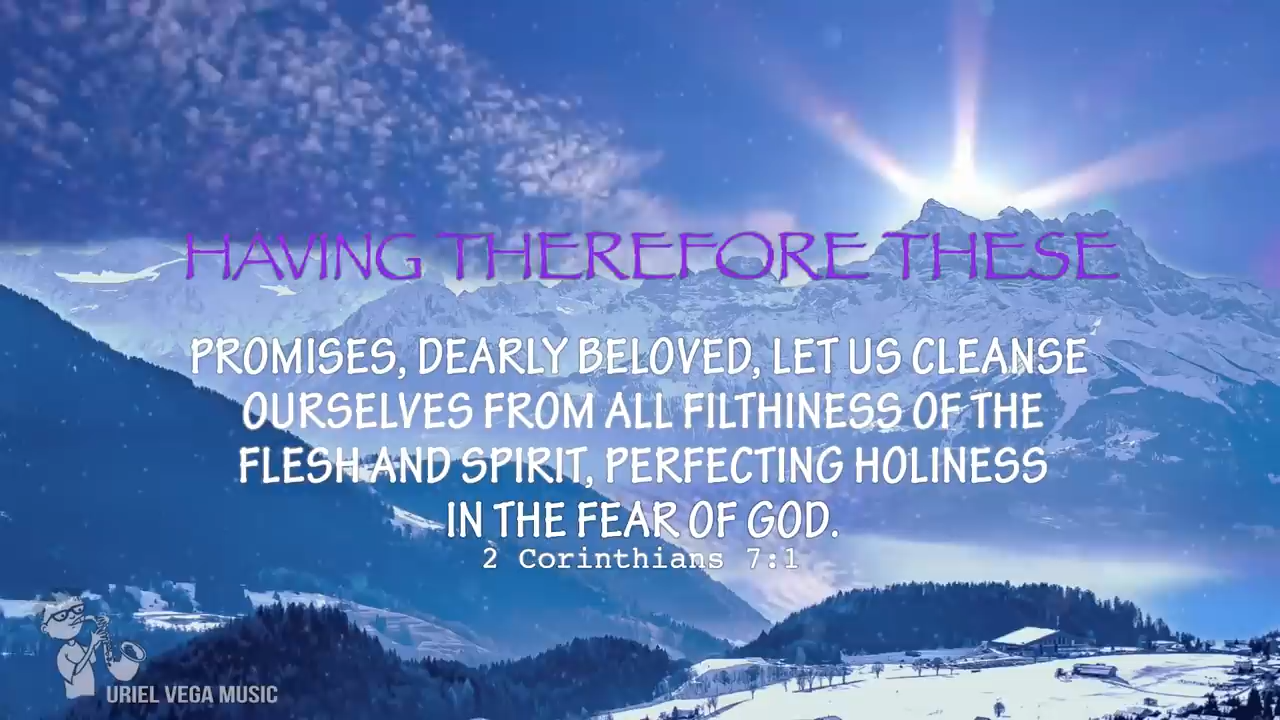 HAVING THEREFORE THESE
PROMISES, DEARLY BELOVED, LET US CLEANSE
OURSELVES FROM ALL FILTHINESS OF THE
FLESH AND SPIRIT, PERFECTING HOLINESS
IN THE FEAR OF GOD.
2 Corinthians 7:1
URIEL VEGA MUSIC